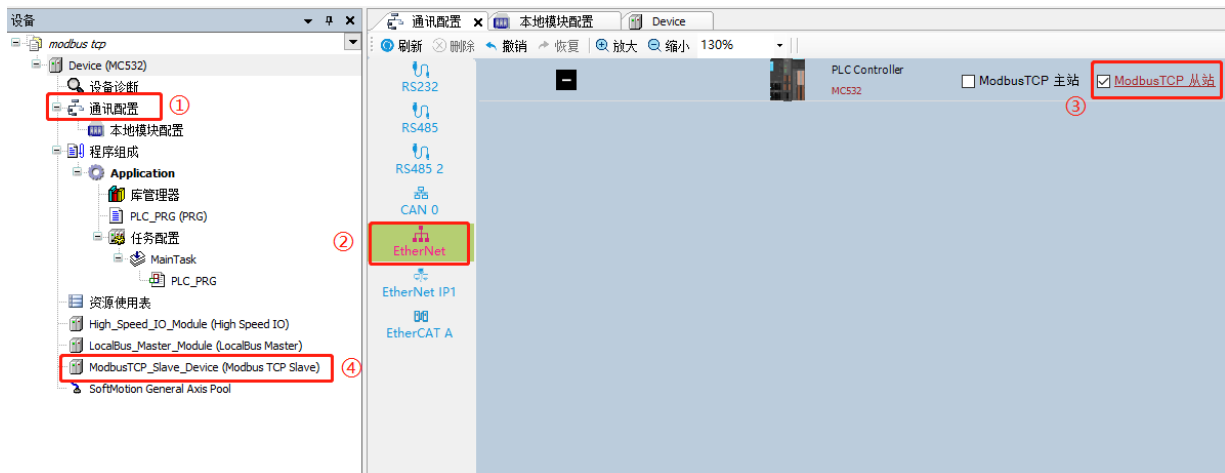 设备
modbus tcp
Device (MC532)
设备诊断
通讯配置 ①
本地模块配置
程序组成
Application
库管理器
PLC_PRG (PRG)
任务配置
MainTask
PLC_PRG
资源使用表
High_Speed_IO_Module (High Speed IO)
LocalBus_Master_Module (LocalBus Master)
ModbusTCP_Slave_Device (Modbus TCP Slave) ④
SoftMotion General Axis Pool
通讯配置 本地模块配置 Device
刷新 删除 撤销 恢复 放大 缩小 130%
RS232
RS485
RS485 2
CAN 0
② EtherNet
EtherNet IP1
EtherCAT A
PLC Controller
MC532
ModbusTCP 主站 ModbusTCP 从站
③